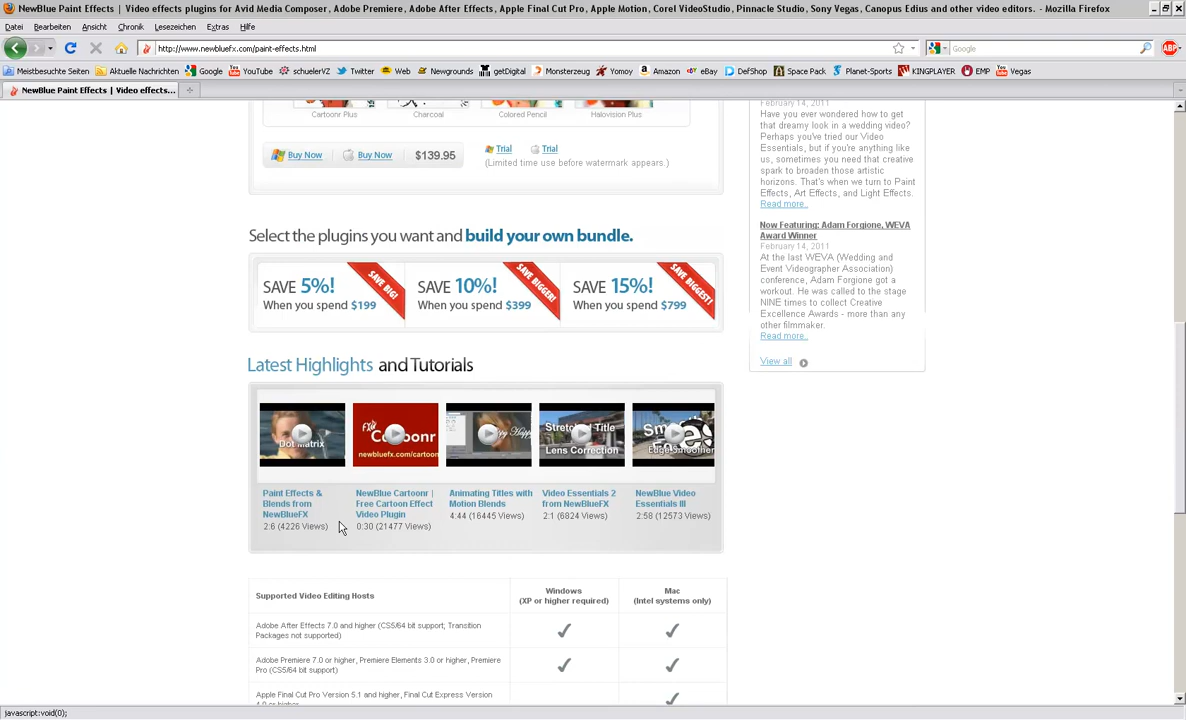 NewBlue Paint Effects | Video effects plugins for Avid Media Composer, Adobe Premiere, Adobe After Effects, Apple Final Cut Pro, Apple Motion, Corel VideoStudio, Pinnacle Studio, Sony Vegas, Canopus Edius and other video editors. - Mozilla Firefox
Datei Bearbeiten Ansicht Chronik Lesezeichen Extras Hilfe
http://www.newbluefx.com/paint-effects.html
Google
ABP
Meistbesuchte Seiten Aktuelle Nachrichten Google YouTube schuelerVZ Twitter Web Newgrounds getDigital Monsterzeug Yomoy Amazon eBay DefShop Space Pack Planet-Sports KINGPLAYER EMP Vegas
NewBlue Paint Effects | Video effects...
Cartoon Plus Charcoal Colored Pencil Halovision Plus
Buy Now Buy Now $139.95
Trial Trial
(Limited time use before watermark appears.)
Select the plugins you want and build your own bundle.
SAVE 5%!
When you spend $199
SAVE BIG!
SAVE 10%!
When you spend $399
SAVE BIGGER!
SAVE 15%!
When you spend $799
SAVE BIGGEST!
Latest Highlights and Tutorials
Dot Matrix
newbluefx.com/cartoon
Stretched Title
Lens Correction
Edge Smoother
Paint Effects &
Blends from
NewBlueFX
2:6 (4226 Views)
NewBlue Cartoonr |
Free Cartoon Effect
Video Plugin
0:30 (21477 Views)
Animating Titles with
Motion Blends
4:44 (16445 Views)
Video Essentials 2
from NewBlueFX
2:1 (6824 Views)
NewBlue Video
Essentials III
2:58 (12573 Views)
Supported Video Editing Hosts
Windows
(XP or higher required)
Mac
(Intel systems only)
Adobe After Effects 7.0 and higher (CS5/64 bit support; Transition
Packages not supported)
Adobe Premiere 7.0 or higher, Premiere Elements 3.0 or higher, Premiere
Pro (CS5/64 bit support)
Apple Final Cut Pro Version 5.1 and higher, Final Cut Express Version
4.0 or higher
February 14, 2011
Have you ever wondered how to get
that dreamy look in a wedding video?
Perhaps you've tried our Video
Essentials, but if you're anything like
us, sometimes you need that creative
spark to broaden those artistic
horizons. That's when we turn to Paint
Effects, Art Effects, and Light Effects.
Read more..
Now Featuring: Adam Forgione, WEVA
Award Winner
February 14, 2011
At the last WEVA (Wedding and
Event Videographer Association)
conference, Adam Forgione got a
workout. He was called to the stage
NINE times to collect Creative
Excellence Awards - more than any
other filmmaker.
Read more..
View all
javascript:void(0);